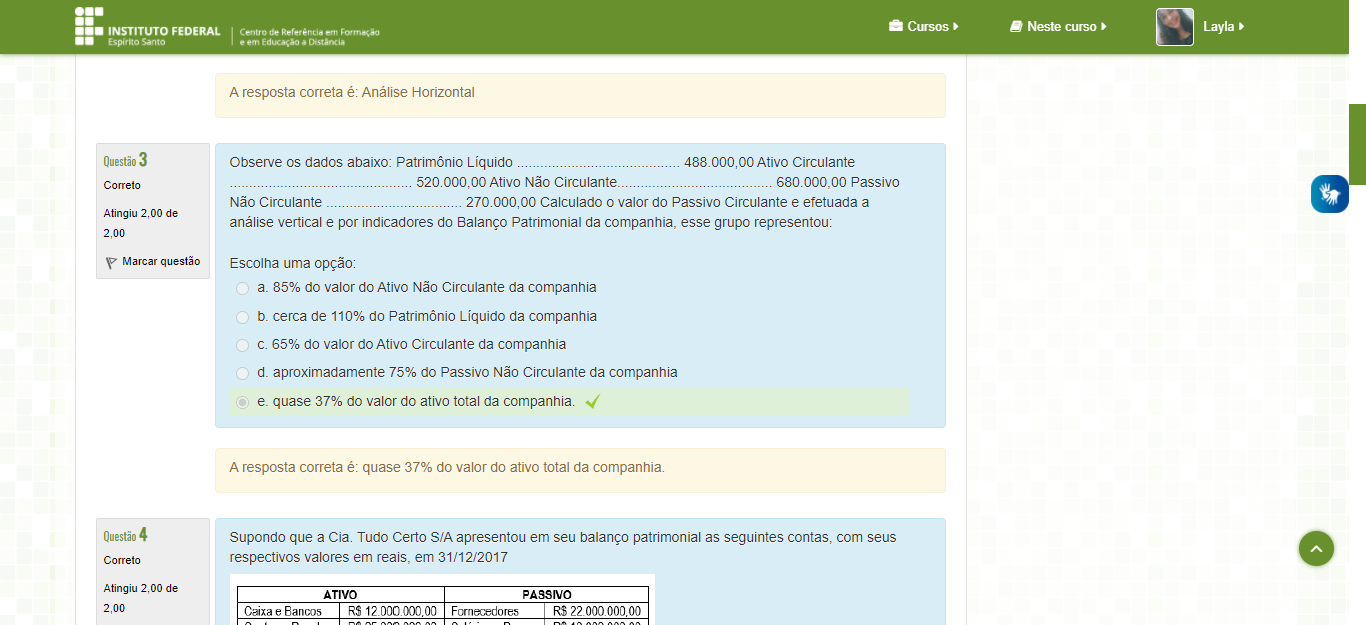 INSTITUTO FEDERAL
Espírito Santo
Centro de Referência em Formação
e em Educação a Distância
Cursos
Neste curso
Layla
A resposta correta é: Análise Horizontal
Questão 3
Correto
Atingiu 2,00 de
2,00
Marcar questão
Observe os dados abaixo: Patrimônio Líquido .......................................... 488.000,00 Ativo Circulante
............................................... 520.000,00 Ativo Não Circulante........................................ 680.000,00 Passivo
Não Circulante ................................... 270.000,00 Calculado o valor do Passivo Circulante e efetuada a
análise vertical e por indicadores do Balanço Patrimonial da companhia, esse grupo representou:
Escolha uma opção:
a. 85% do valor do Ativo Não Circulante da companhia
b. cerca de 110% do Patrimônio Líquido da companhia
c. 65% do valor do Ativo Circulante da companhia
d. aproximadamente 75% do Passivo Não Circulante da companhia
e. quase 37% do valor do ativo total da companhia.
A resposta correta é: quase 37% do valor do ativo total da companhia.
Questão 4
Correto
Atingiu 2,00 de
2,00
Supondo que a Cia. Tudo Certo S/A apresentou em seu balanço patrimonial as seguintes contas, com seus
respectivos valores em reais, em 31/12/2017
ATIVO PASSIVO
Caixa e Bancos R$ 12.000.000,00 Fornecedores R$ 22.000.000,00